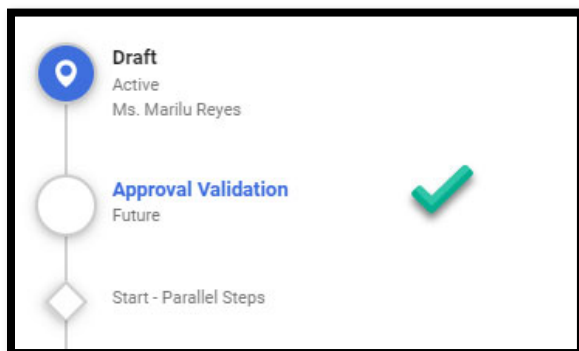 Draft
Active
Ms. Marilu Reyes
Approval Validation
Future
Start - Parallel Steps